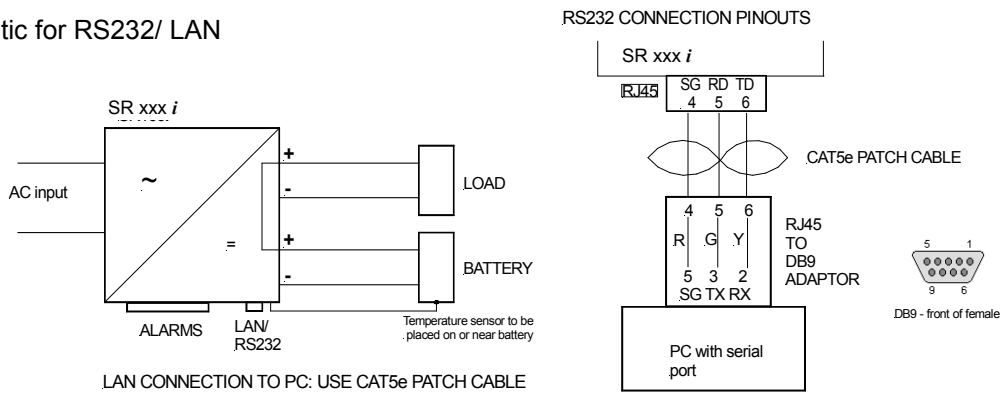 tic for RS232/ LAN
SR xxx i
AC input
~
=
+
-
+
-
LOAD
BATTERY
ALARMS
LAN/
RS232
Temperature sensor to be
placed on or near battery
LAN CONNECTION TO PC: USE CAT5e PATCH CABLE
RS232 CONNECTION PINOUTS
SR xxx i
RJ45
SG RD TD
4 5 6
CAT5e PATCH CABLE
4 5 6
R G Y
5 3 2
SG TX RX
RJ45
TO
DB9
ADAPTOR
PC with serial
port
5 1
9 6
DB9 - front of female